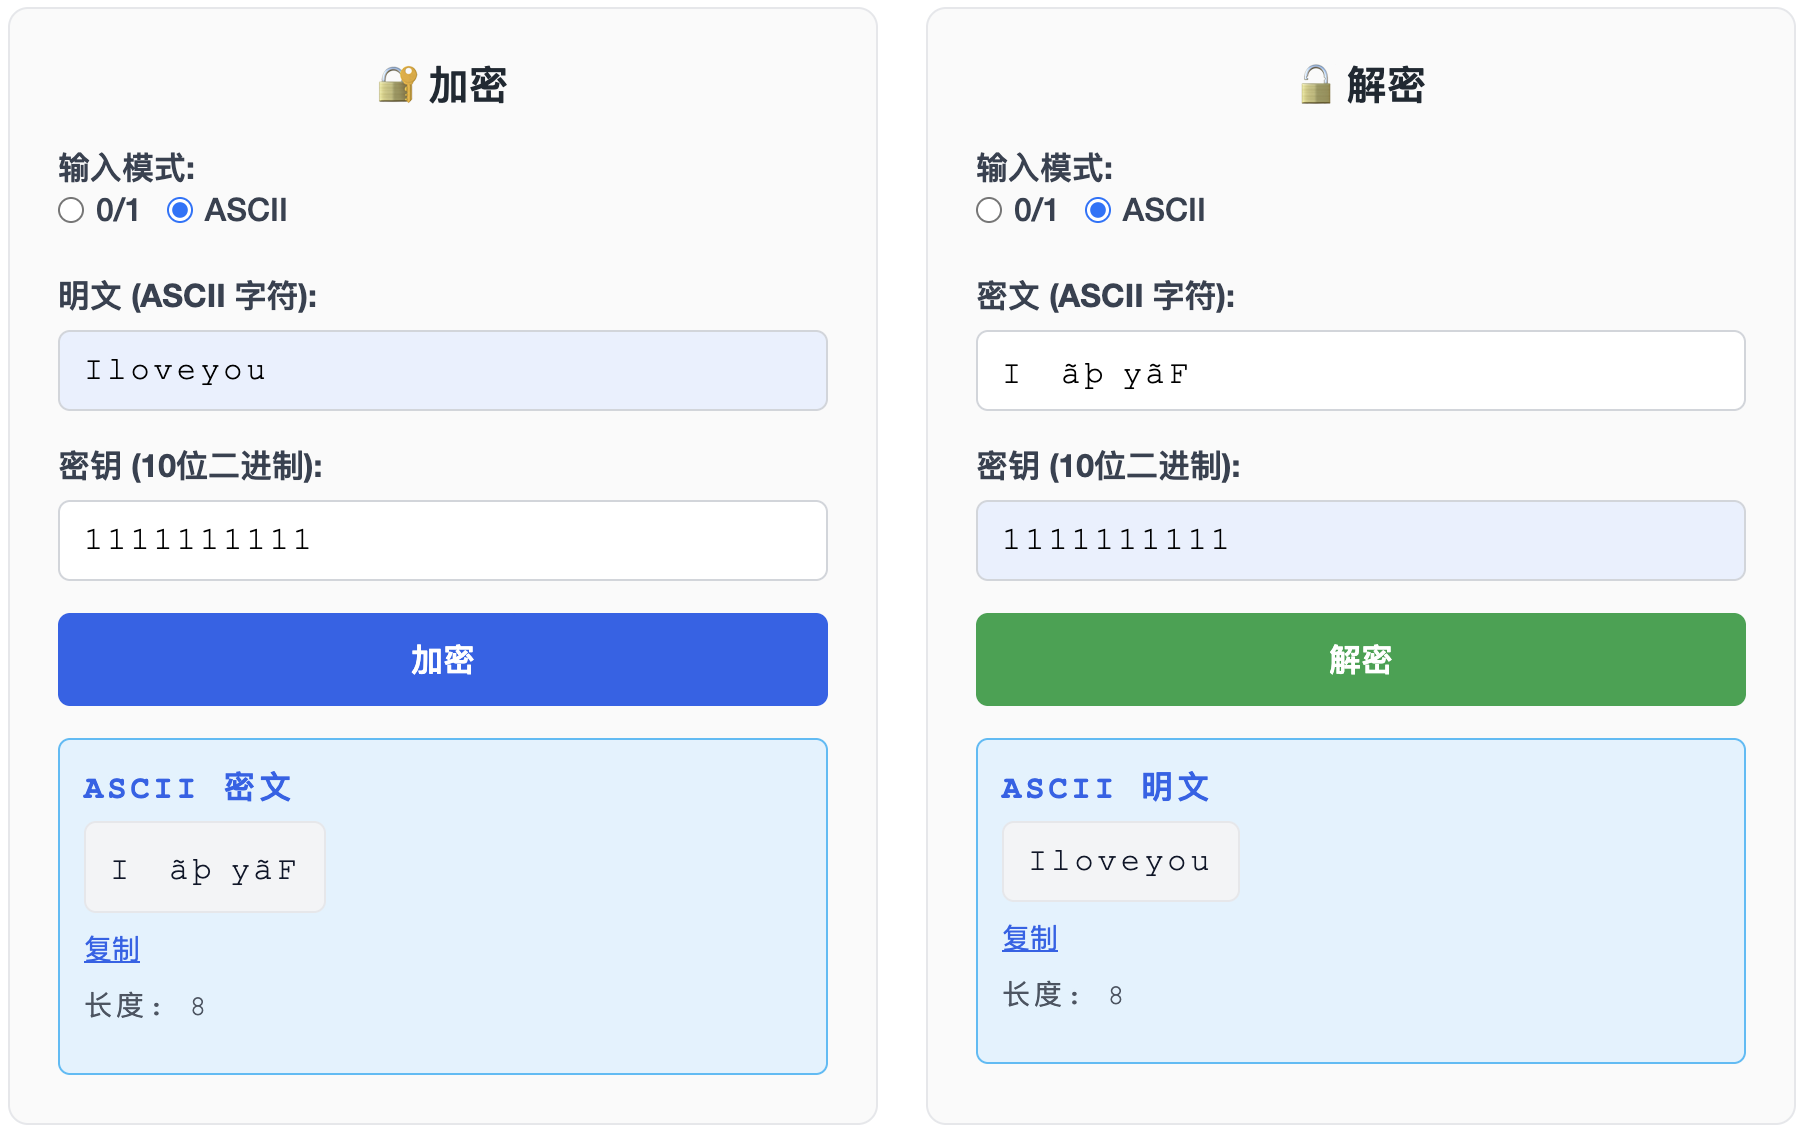 🔐 加密
输入模式:
0/1 ASCII
明文 (ASCII 字符):
Iloveyou
密钥 (10位二进制):
1111111111
加密
ASCII 密文
I  ãþ yãF
复制
长度: 8
🔓 解密
输入模式:
0/1 ASCII
密文 (ASCII 字符):
I  ãþ yãF
密钥 (10位二进制):
1111111111
解密
ASCII 明文
Iloveyou
复制
长度: 8